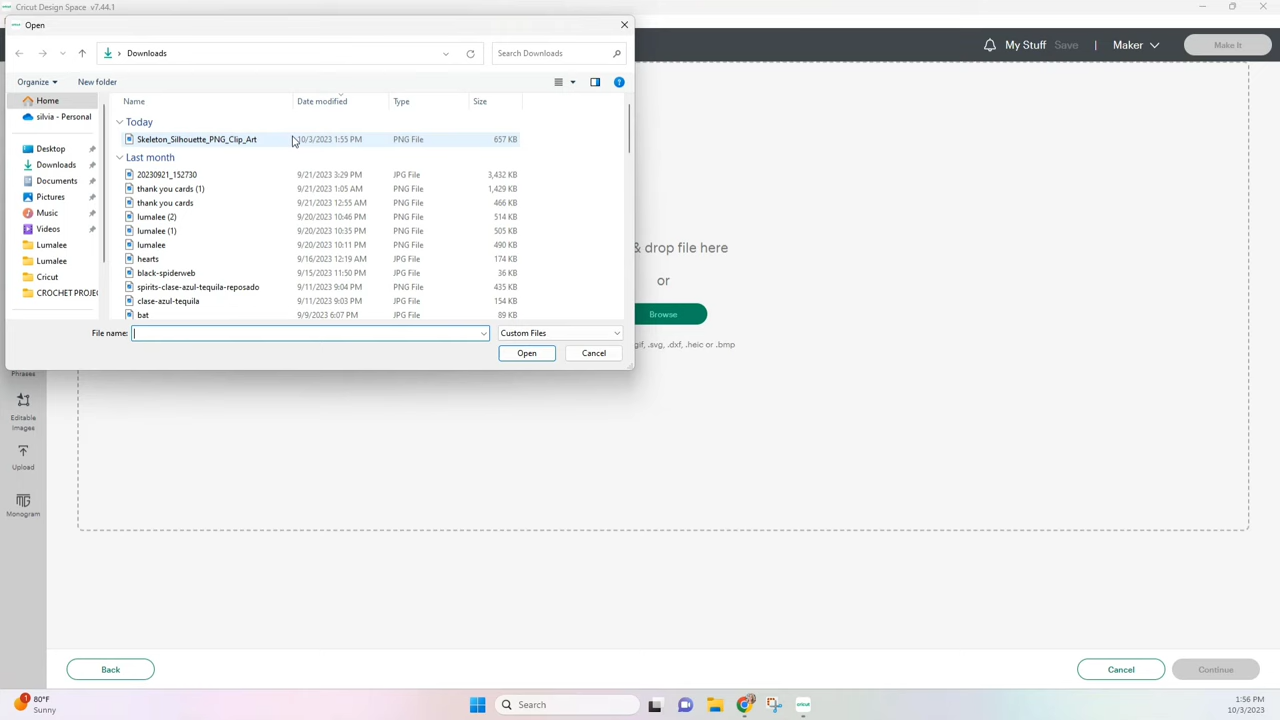 Cricut Design Space v7.44.1
Open
Downloads
Search Downloads
My Stuff Save | Maker Make It
Organize New folder
Home
silvia - Personal
Desktop
Downloads
Documents
Pictures
Music
Videos
Lumalee
Lumalee
Cricut
CROCHET PROJE
Name Date modified Type Size
Today
Skeleton_Silhouette_PNG_Clip_Art 10/3/2023 1:55 PM PNG File 657 KB
Last month
20230921_152730 9/21/2023 3:29 PM JPG File 3,432 KB
thank you cards (1) 9/21/2023 1:05 AM PNG File 1,429 KB
thank you cards 9/21/2023 12:55 AM PNG File 466 KB
lumalee (2) 9/20/2023 10:46 PM PNG File 514 KB
lumalee (1) 9/20/2023 10:35 PM PNG File 505 KB
lumalee 9/20/2023 10:11 PM PNG File 490 KB
hearts 9/16/2023 12:19 AM JPG File 174 KB
black-spiderweb 9/15/2023 11:50 PM JPG File 36 KB
spirits-clase-azul-tequila-reposado 9/11/2023 9:04 PM PNG File 435 KB
clase-azul-tequila 9/11/2023 9:03 PM JPG File 154 KB
bat 9/9/2023 6:07 PM JPG File 89 KB
File name: Custom Files
Open Cancel
& drop file here
or
Browse
gif, .svg, .dxf, .heic or .bmp
Phrases
Editable
Images
Upload
Monogram
Back Cancel Continue
1
80°F
Sunny
Search
1:56 PM
10/3/2023